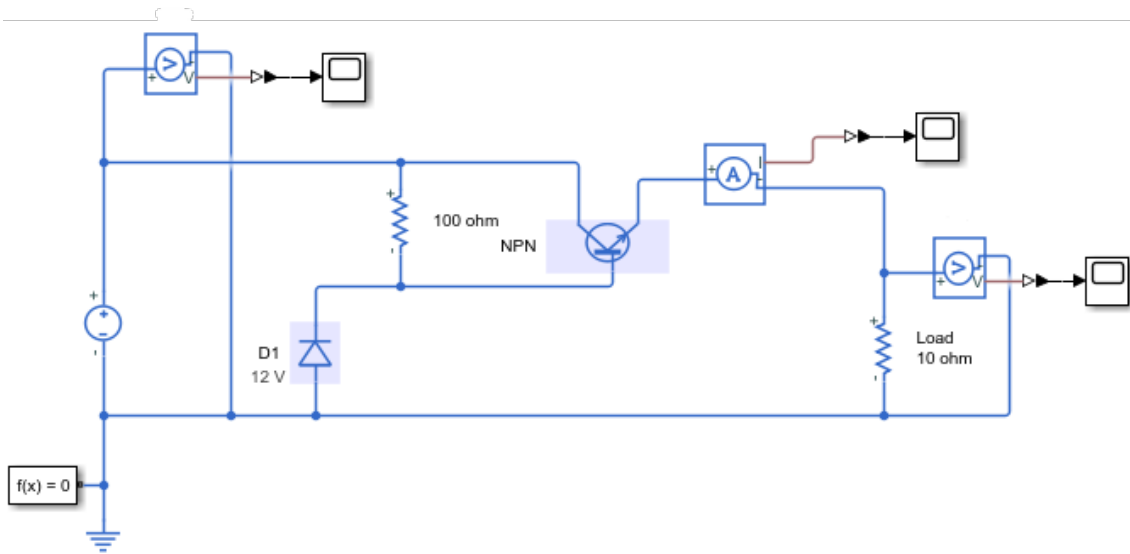 +
V
+
A
I
-
+
100 ohm
-
NPN
+
V
+
-
+
-
D1
12 V
+
Load
10 ohm
-
f(x) = 0